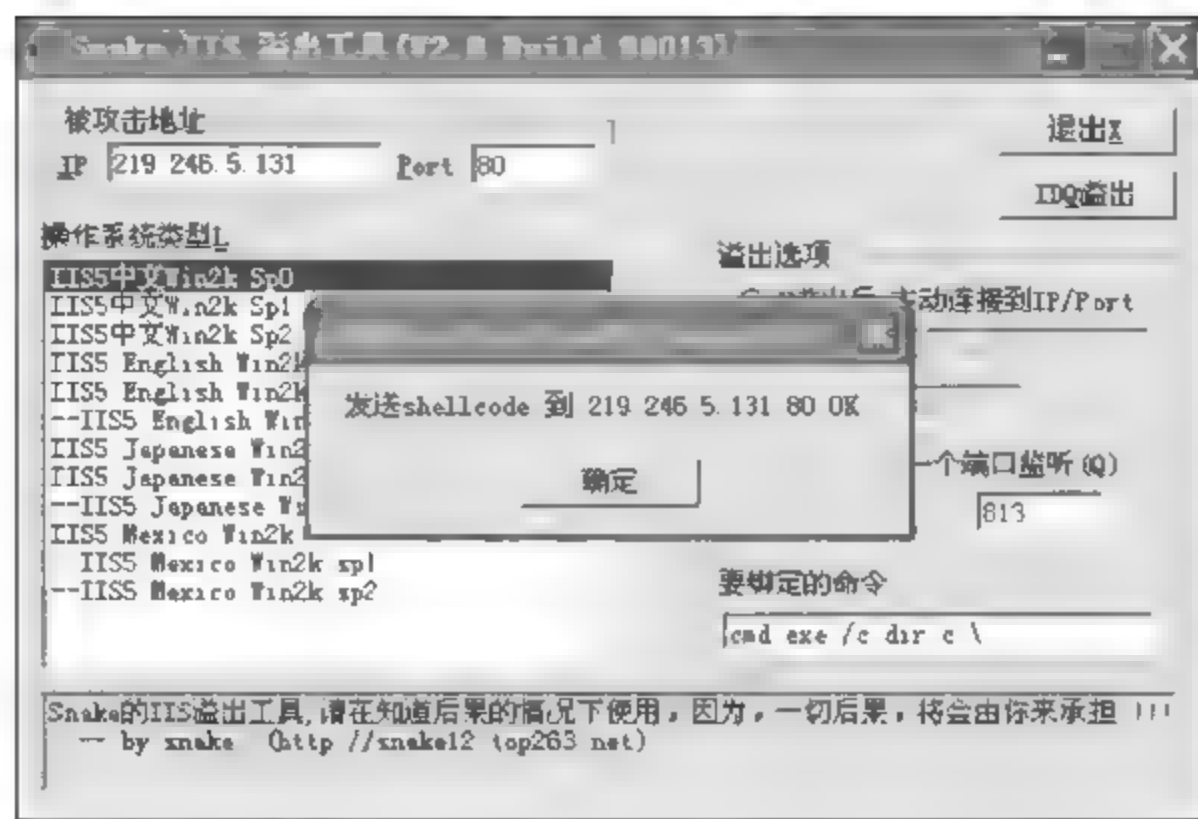 Snake IIS 溢出工具
被攻击地址
IP 219 246. 5. 131 Port 80
退出X
IDQ溢出
操作系统类型L
溢出选项
IIS5中文Win2k Sp0
IIS5中文Win2k Sp1
IIS5中文Win2k Sp2
IIS5 English Win2k
IIS5 English Win2k
--IIS5 English Win
IIS5 Japanese Win2
IIS5 Japanese Win2
--IIS5 Japanese Wi
IIS5 Mexico Win2k
IIS5 Mexico Win2k sp1
--IIS5 Mexico Win2k sp2
主动连接到IP/Port
发送shellcode 到 219 246 5. 131 80 OK
确定
个端口监听(Q)
813
要绑定的命令
cmd exe /c dir c \
Snake的IIS溢出工具,请在知道后果的情况下使用,因为,一切后果,将会由你来承担 !!!
-- by snake (http //snake12 top263 net)